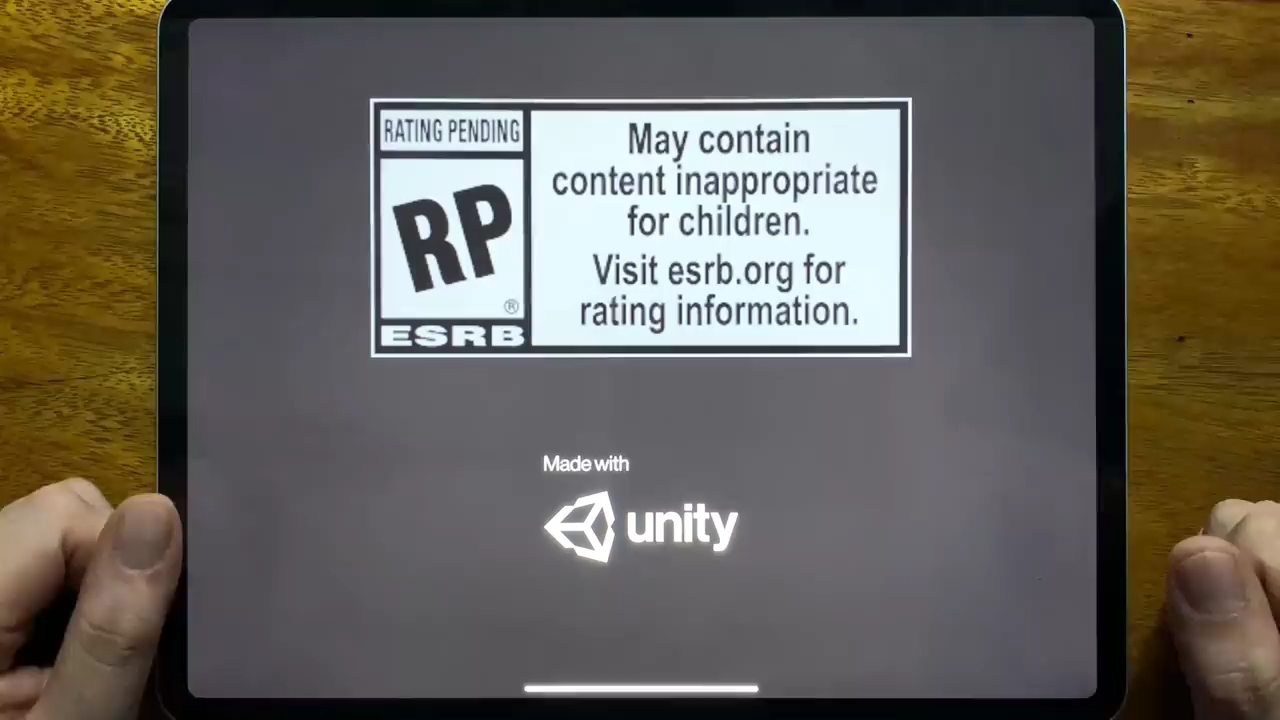 RATING PENDING
RP
®
ESRB
May contain
content inappropriate
for children.
Visit esrb.org for
rating information.
Made with
unity